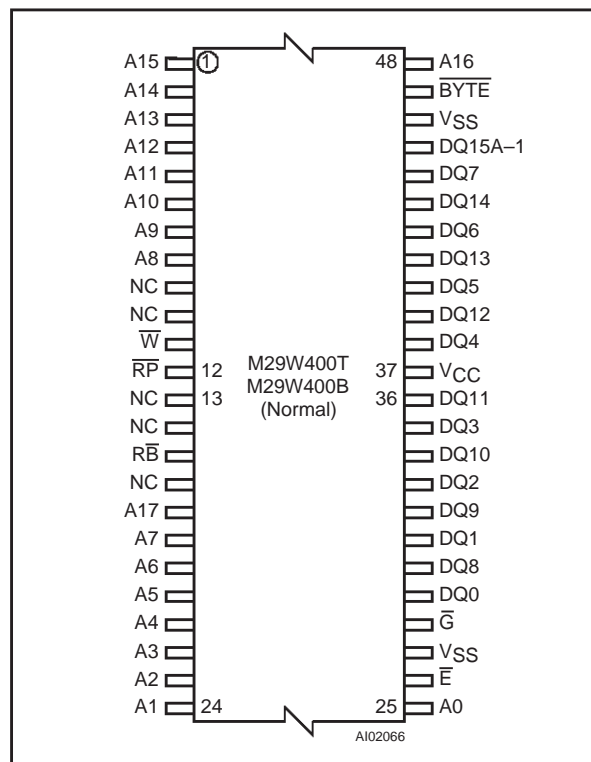 A15 1 48 A16
A14 B̅Y̅T̅E̅
A13 VSS
A12 DQ15A–1
A11 DQ7
A10 DQ14
A9 DQ6
A8 DQ13
NC DQ5
NC DQ12
W̅ DQ4
R̅P̅ 12 M29W400T 37 VCC
NC 13 M29W400B 36 DQ11
(Normal)
NC DQ3
RB̅ DQ10
NC DQ2
A17 DQ9
A7 DQ1
A6 DQ8
A5 DQ0
A4 G̅
A3 VSS
A2 E̅
A1 24 25 A0
AI02066